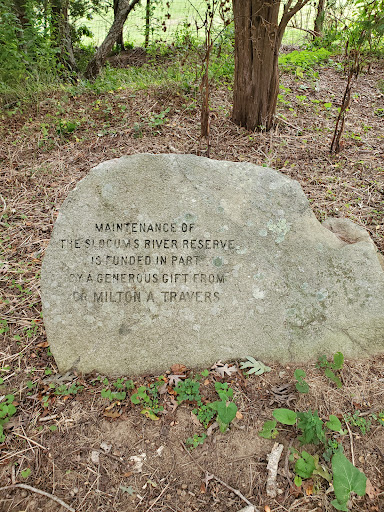 MAINTENANCE OF
THE SLOCUMS RIVER RESERVE
IS FUNDED IN PART
BY A GENEROUS GIFT FROM
DR MILTON A TRAVERS